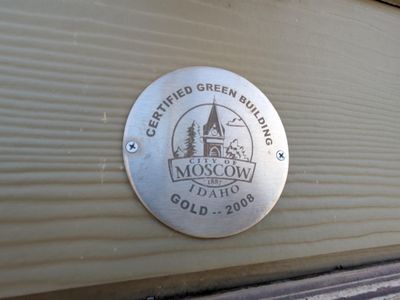 CERTIFIED GREEN BUILDING
CITY OF
MOSCOW
1887
IDAHO
GOLD -- 2008